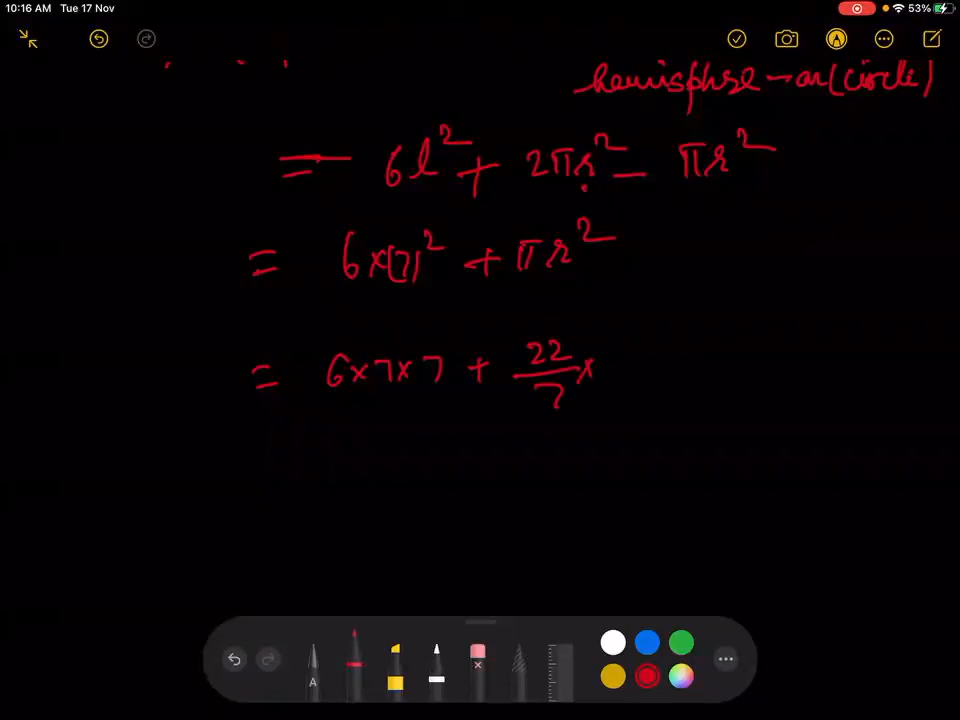 10:16 AM Tue 17 Nov 53%
hemisphre - ar(circle)
= 6l² + 2πr² - πr²
= 6×(7)² + πr²
= 6×7×7 + 22/7 ×
A